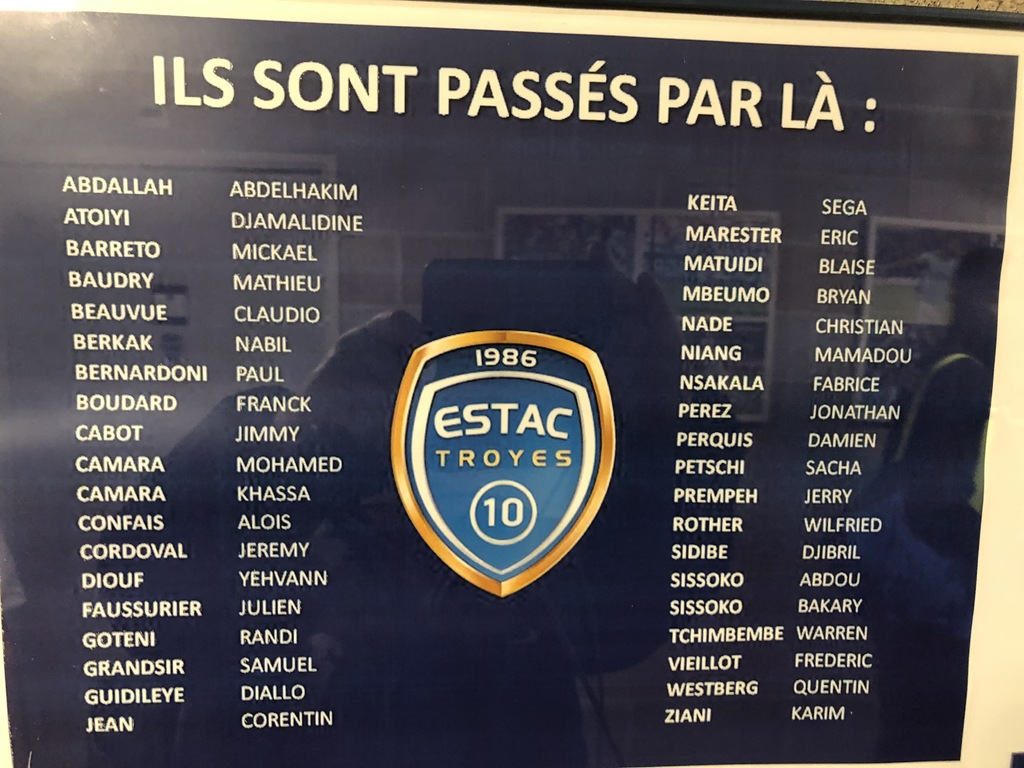 ILS SONT PASSÉS PAR LÀ :
ABDALLAH ABDELHAKIM
ATOIYI DJAMALIDINE
BARRETO MICKAEL
BAUDRY MATHIEU
BEAUVUE CLAUDIO
BERKAK NABIL
BERNARDONI PAUL
BOUDARD FRANCK
CABOT JIMMY
CAMARA MOHAMED
CAMARA KHASSA
CONFAIS ALOIS
CORDOVAL JEREMY
DIOUF YEHVANN
FAUSSURIER JULIEN
GOTENI RANDI
GRANDSIR SAMUEL
GUIDILEYE DIALLO
JEAN CORENTIN
1986
ESTAC
TROYES
10
KEITA SEGA
MARESTER ERIC
MATUIDI BLAISE
MBEUMO BRYAN
NADE CHRISTIAN
NIANG MAMADOU
NSAKALA FABRICE
PEREZ JONATHAN
PERQUIS DAMIEN
PETSCHI SACHA
PREMPEH JERRY
ROTHER WILFRIED
SIDIBE DJIBRIL
SISSOKO ABDOU
SISSOKO BAKARY
TCHIMBEMBE WARREN
VIEILLOT FREDERIC
WESTBERG QUENTIN
ZIANI KARIM